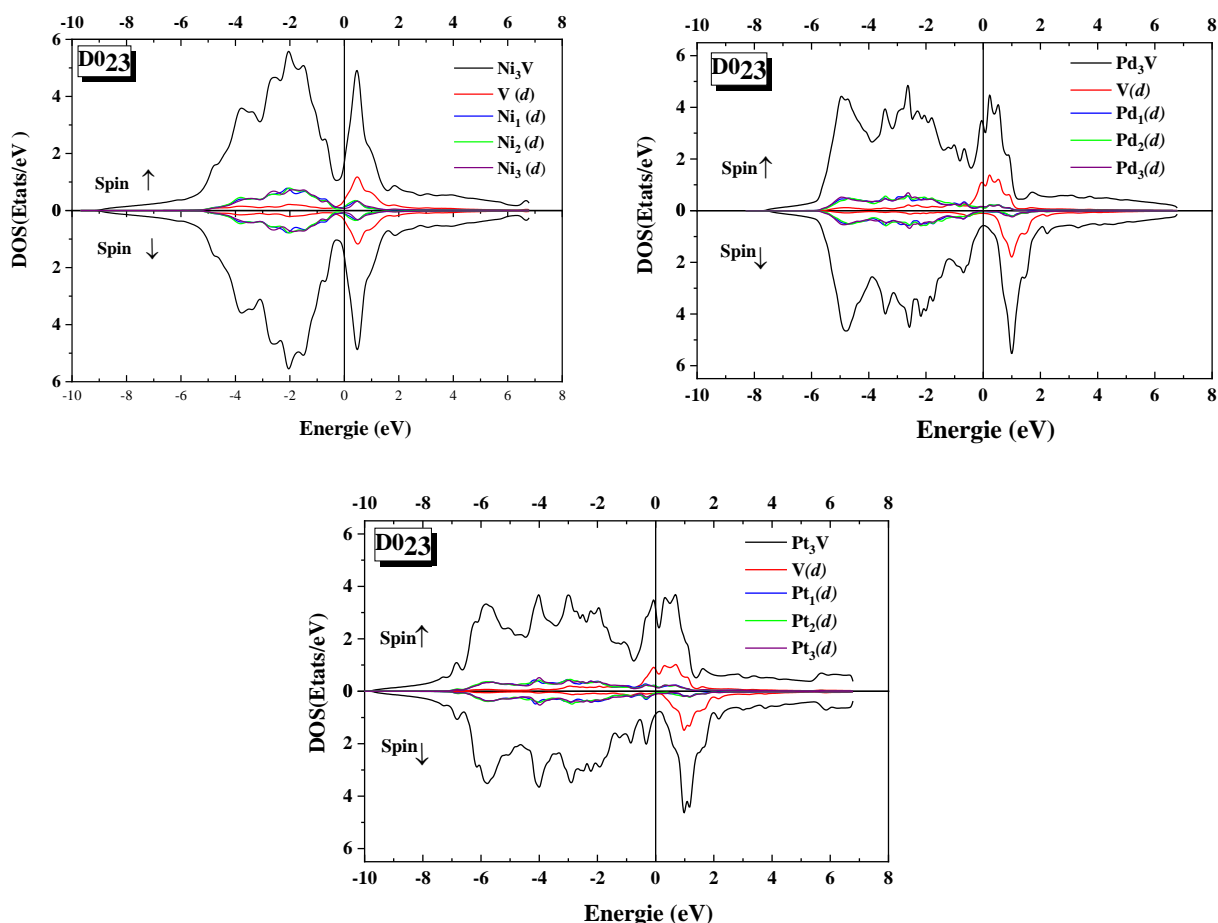 -10 -8 -6 -4 -2 0 2 4 6 8
D0₂₃
Ni₃V
V (d)
Ni₁ (d)
Ni₂ (d)
Ni₃ (d)
Spin ↑
Spin ↓
DOS(Etats/eV )
6
4
2
0
2
4
6
-10 -8 -6 -4 -2 0 2 4 6 8
Energie (eV)
-10 -8 -6 -4 -2 0 2 4 6 8
D0₂₃
Pd₃V
V(d)
Pd₁(d)
Pd₂(d)
Pd₃(d)
Spin↑
Spin↓
DOS(Etats/eV)
6
4
2
0
2
4
6
-10 -8 -6 -4 -2 0 2 4 6 8
Energie (eV)
-10 -8 -6 -4 -2 0 2 4 6 8
D0₂₃
Pt₃V
V(d)
Pt₁(d)
Pt₂(d)
Pt₃(d)
Spin↑
Spin↓
DOS(Etats/eV)
6
4
2
0
2
4
6
-10 -8 -6 -4 -2 0 2 4 6 8
Energie (eV)